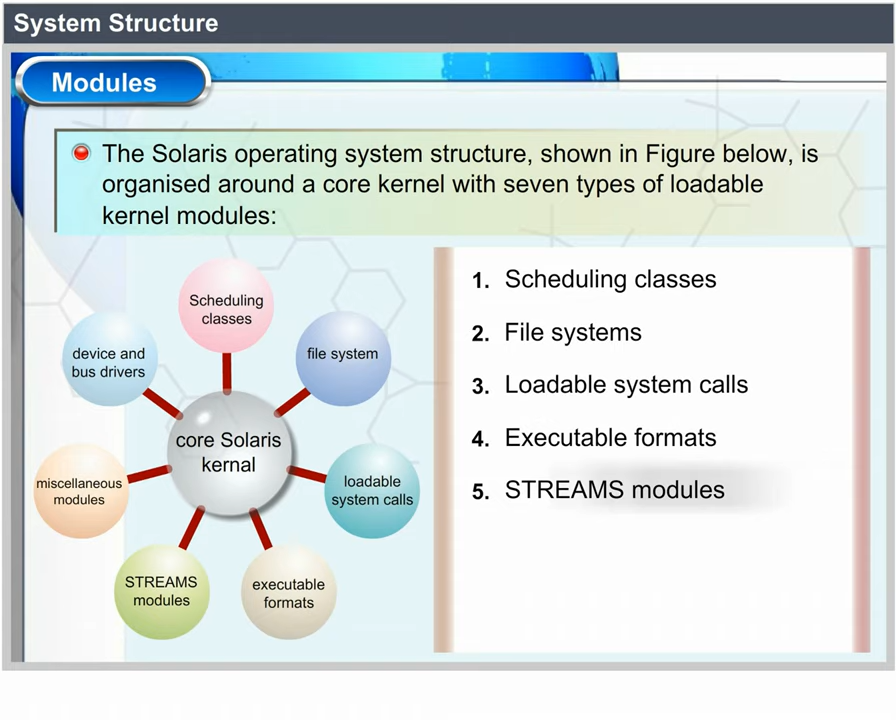 System Structure
Modules
The Solaris operating system structure, shown in Figure below, is
organised around a core kernel with seven types of loadable
kernel modules:
Scheduling
classes
device and
bus drivers
file system
core Solaris
kernal
miscellaneous
modules
loadable
system calls
STREAMS
modules
executable
formats
1. Scheduling classes
2. File systems
3. Loadable system calls
4. Executable formats
5. STREAMS modules